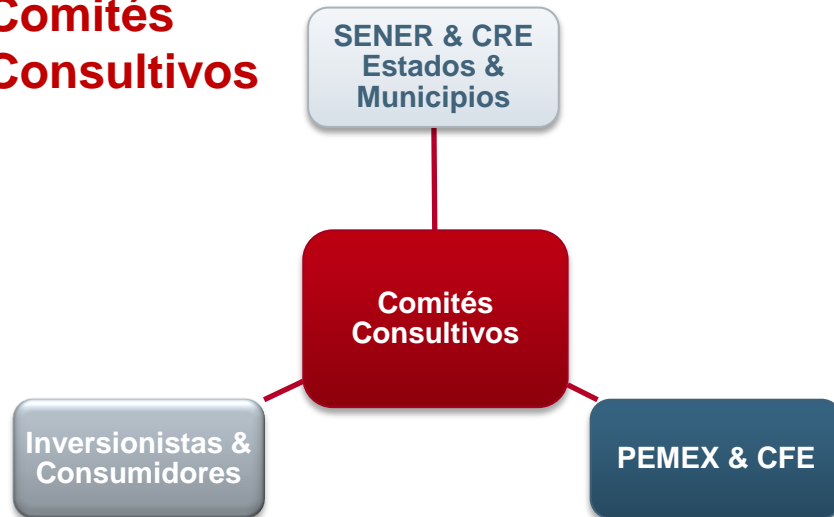 Comités
Consultivos
SENER & CRE
Estados &
Municipios
Comités
Consultivos
Inversionistas &
Consumidores
PEMEX & CFE